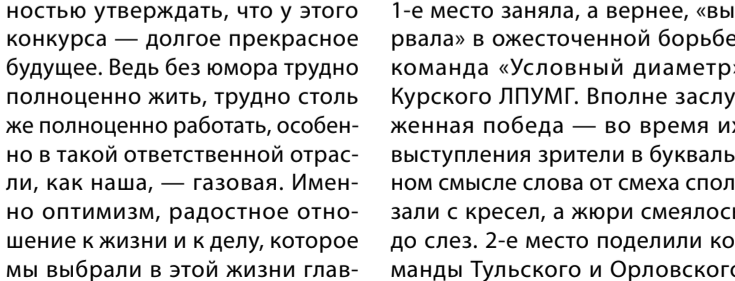 ностью утверждать, что у этого
конкурса — долгое прекрасное
будущее. Ведь без юмора трудно
полноценно жить, трудно столь
же полноценно работать, особен-
но в такой ответственной отрас-
ли, как наша, — газовая. Имен-
но оптимизм, радостное отно-
шение к жизни и к делу, которое
мы выбрали в этой жизни глав-
1-е место заняла, а вернее, «вы
рвала» в ожесточенной борьбе
команда «Условный диаметр»
Курского ЛПУМГ. Вполне заслу
женная победа — во время их
выступления зрители в букваль
ном смысле слова от смеха спол
зали с кресел, а жюри смеялось
до слез. 2-е место поделили ко
манды Тульского и Орловского